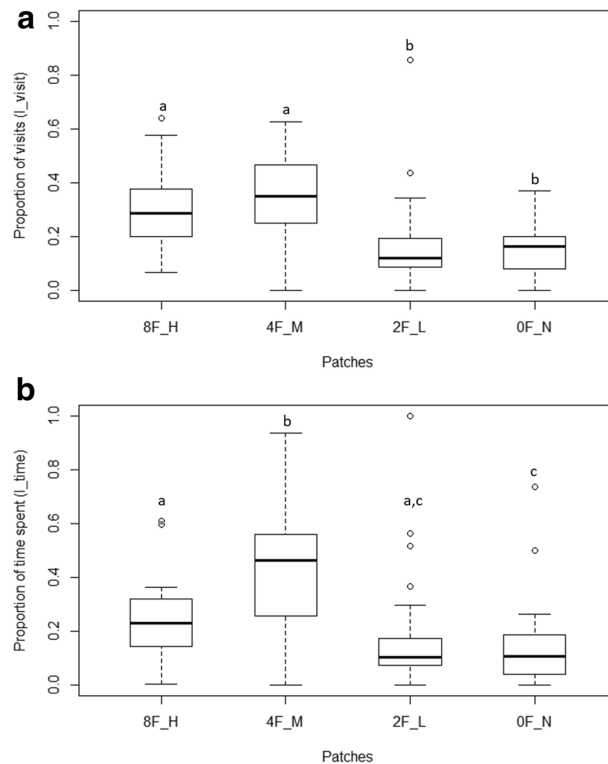 a
Proportion of visits (I_visit)
1.0
0.8
0.6
0.4
0.2
0.0
a
a
b
b
8F_H 4F_M 2F_L 0F_N
Patches
b
Proportion of time spent (I_time)
1.0
0.8
0.6
0.4
0.2
0.0
a
b
a,c
c
8F_H 4F_M 2F_L 0F_N
Patches